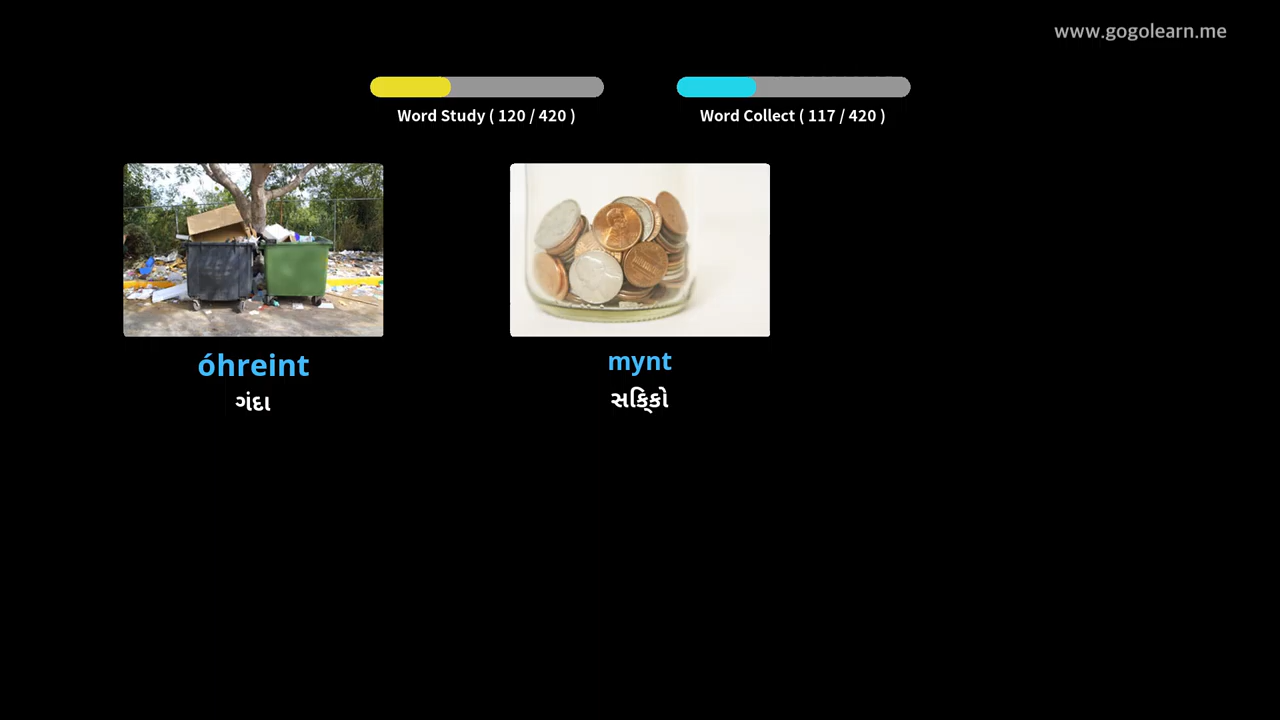 www.gogolearn.me
Word Study ( 120 / 420 )
Word Collect ( 117 / 420 )
óhreint
ગંદા
mynt
સિક્કો